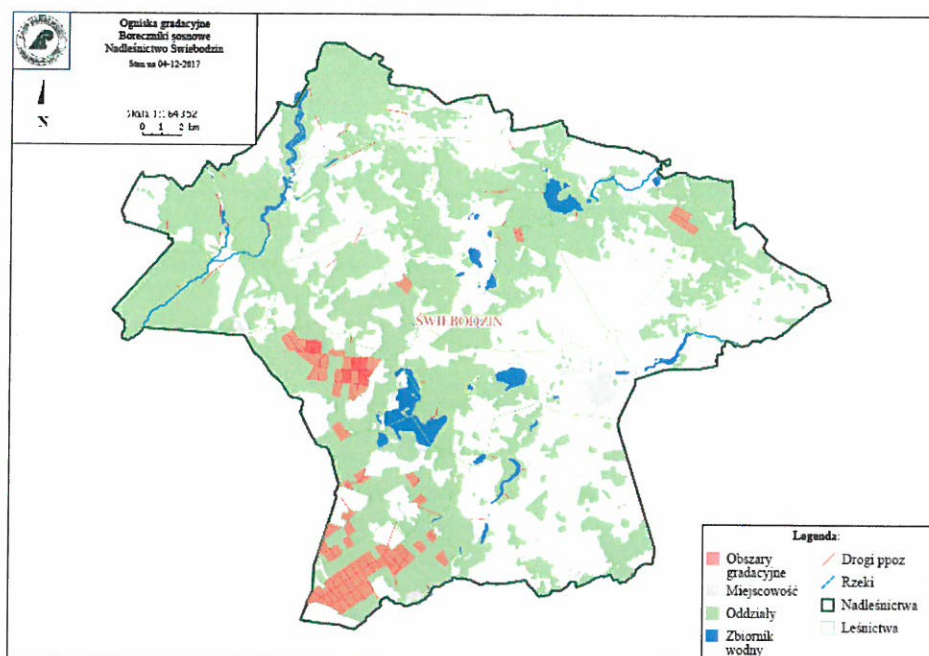 Ogniska gradacyjne
Boreczniki sosnowe
Nadleśnictwo Świebodzin
Stan na 04-12-2017
N
0 1 2 km
ŚWIEBODZIN
Legenda:
Obszary
gradacyjne
Miejscowość
Oddziały
Zbiornik
wodny
Drogi ppoz
Rzeki
Nadleśnictwa
Leśnictwa